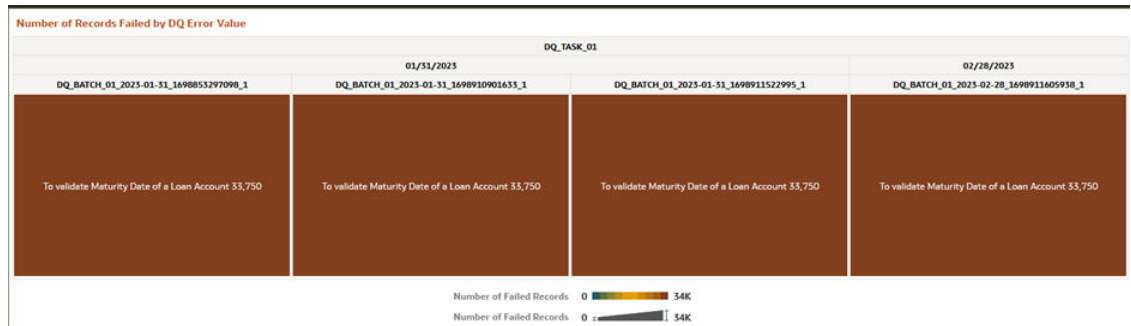 Number of Records Failed by DQ Error Value
DQ_TASK_01
01/31/2023 02/28/2023
DQ_BATCH_01_2023-01-31_1698853297098_1 DQ_BATCH_01_2023-01-31_1698910901633_1 DQ_BATCH_01_2023-01-31_1698911522995_1 DQ_BATCH_01_2023-02-28_1698911605938_1
To validate Maturity Date of a Loan Account 33,750 To validate Maturity Date of a Loan Account 33,750 To validate Maturity Date of a Loan Account 33,750 To validate Maturity Date of a Loan Account 33,750
Number of Failed Records 0 34K
Number of Failed Records 0 34K